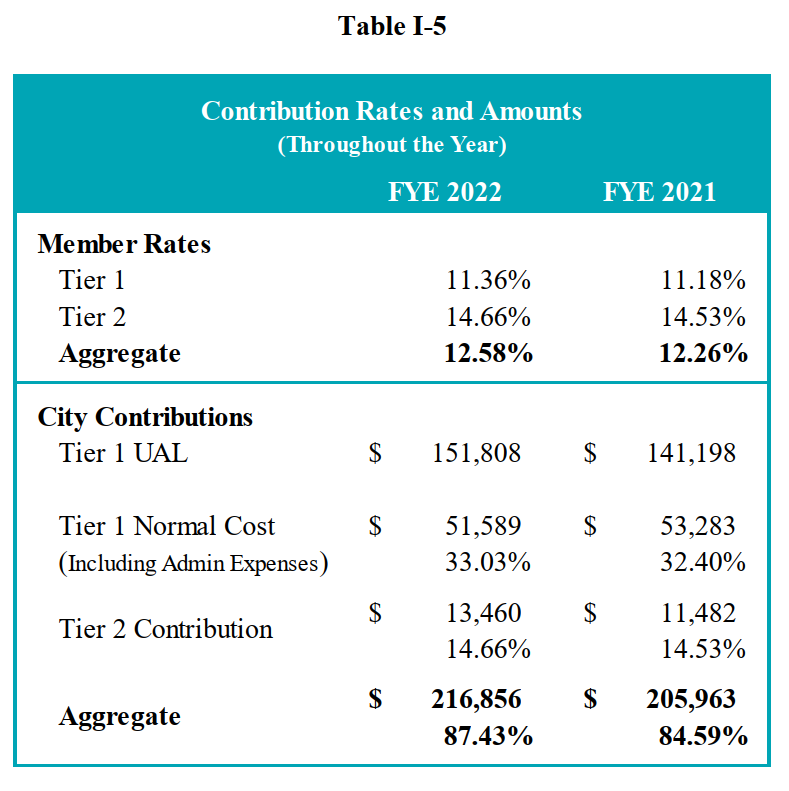 Table I-5
Contribution Rates and Amounts
(Throughout the Year)
FYE 2022 FYE 2021
Member Rates
Tier 1 11.36% 11.18%
Tier 2 14.66% 14.53%
Aggregate 12.58% 12.26%
City Contributions
Tier 1 UAL $ 151,808 $ 141,198
Tier 1 Normal Cost $ 51,589 $ 53,283
(Including Admin Expenses) 33.03% 32.40%
$ 13,460 $ 11,482
Tier 2 Contribution
14.66% 14.53%
$ 216,856 $ 205,963
Aggregate
87.43% 84.59%